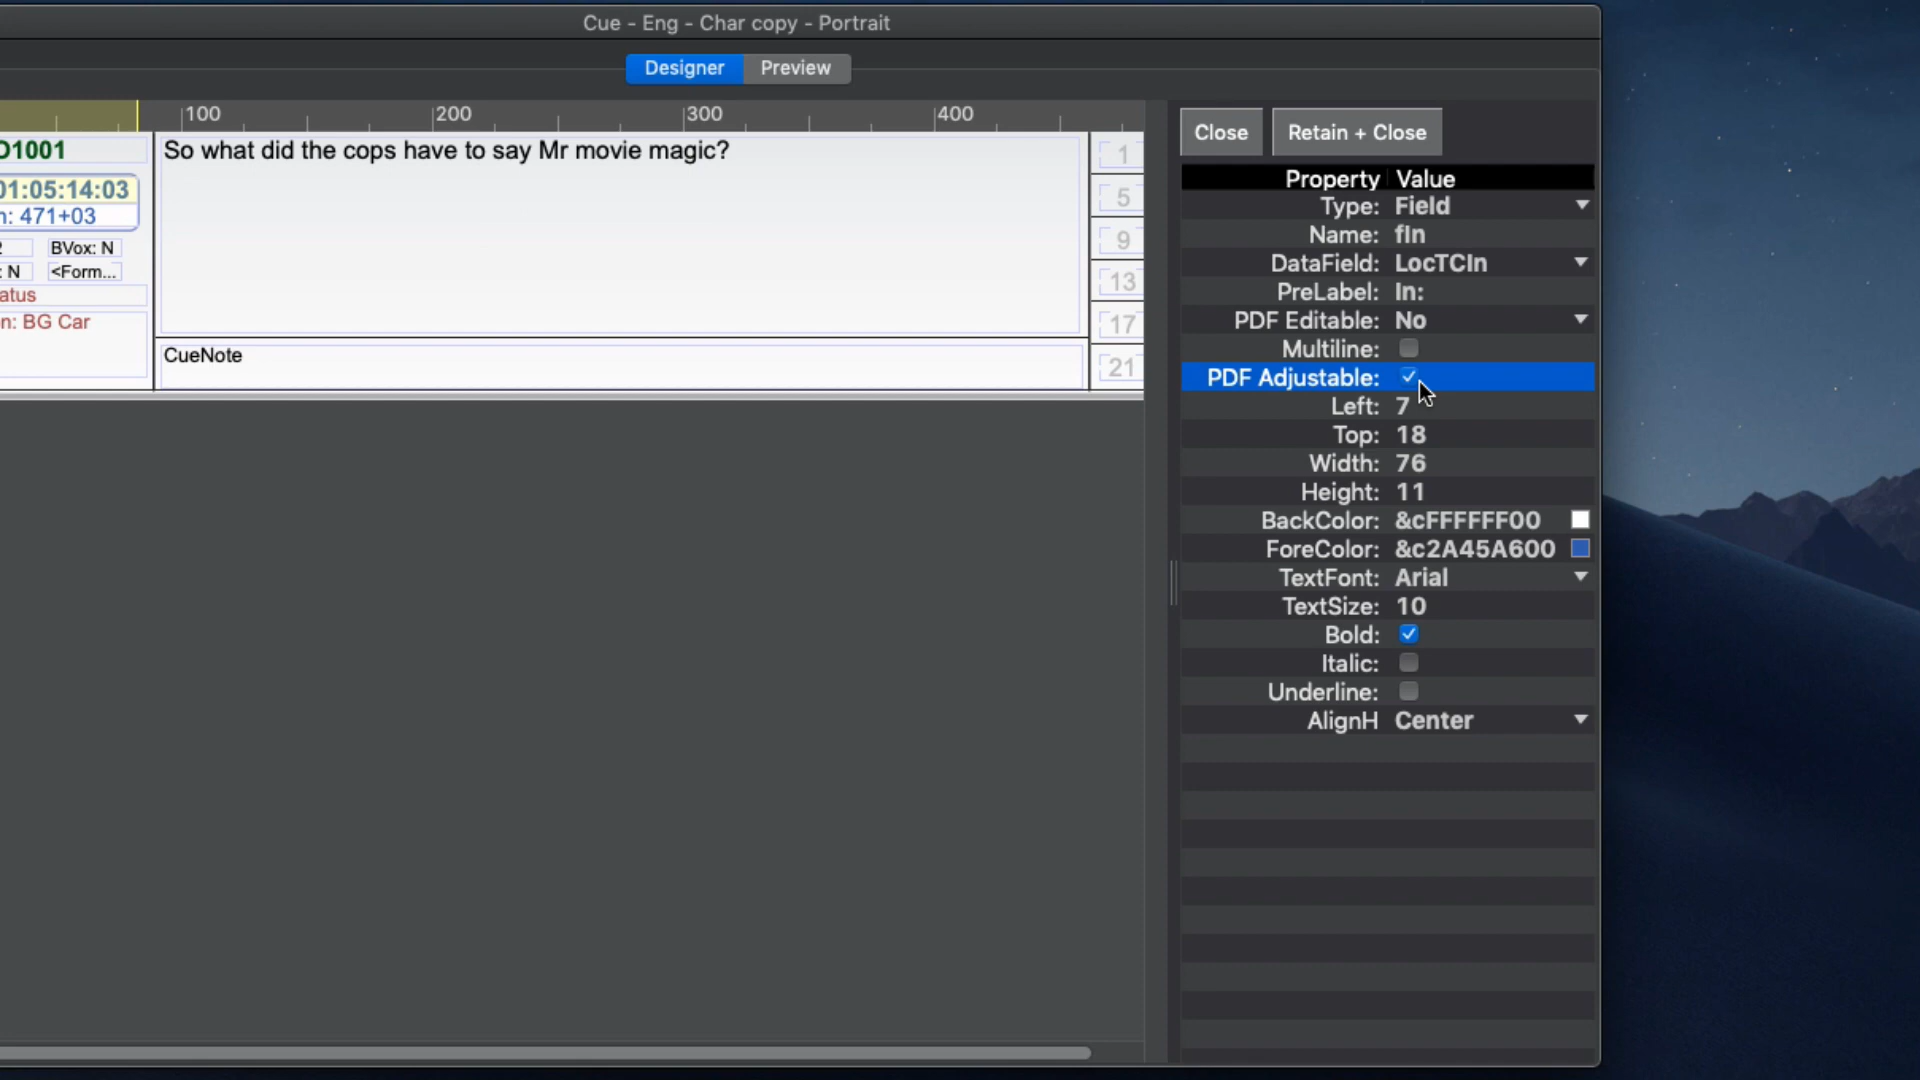 Cue - Eng - Char copy - Portrait
Designer Preview
100 200 300 400
Close Retain + Close
D1001
So what did the cops have to say Mr movie magic?
1
Property Value
01:05:14:03
5
Type: Field
n: 471+03
Name: fIn
9
BVox: N
DataField: LocTCIn
: N <Form...
13
PreLabel: In:
atus
n: BG Car
17
PDF Editable: No
CueNote
21
Multiline:
PDF Adjustable:
Left: 7
Top: 18
Width: 76
Height: 11
BackColor: &cFFFFFF00
ForeColor: &c2A45A600
TextFont: Arial
TextSize: 10
Bold:
Italic:
Underline:
AlignH Center